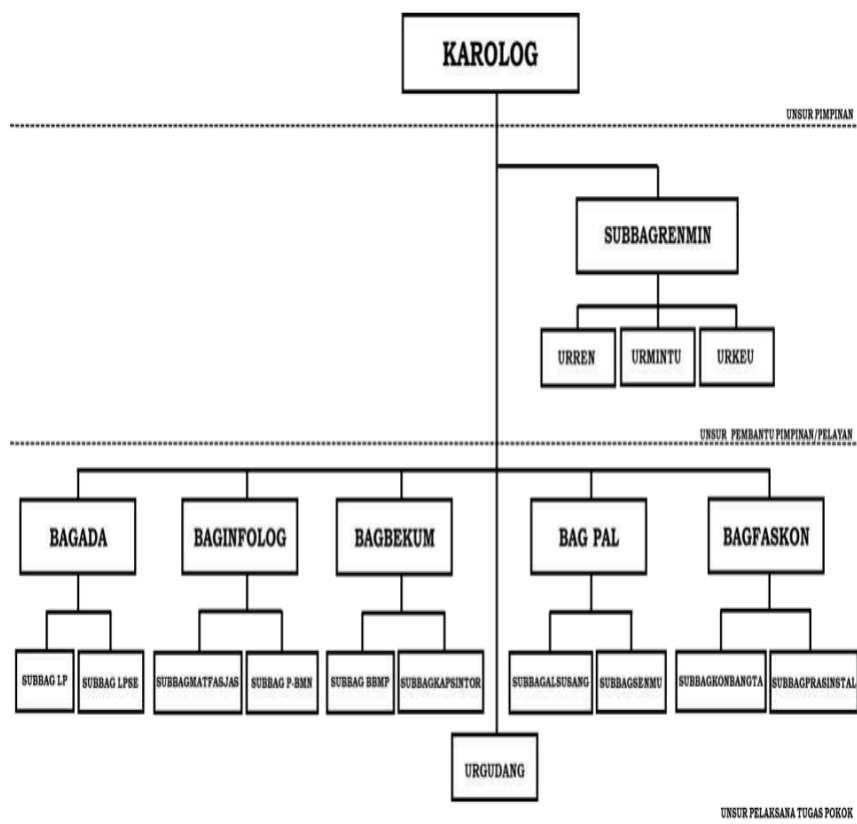 KAROLOG
UNSUR PIMPINAN
SUBBAGRENMIN
URREN
URMINTU
URKEU
UNSUR PEMBANTU PIMPINAN/PELAYAN
BAGADA
BAGINFOLOG
BAGBEKUM
BAG PAL
BAGFASKON
SUBBAG LP
SUBBAG LPSE
SUBBAGMATFASJAS
SUBBAG P-BMN
SUBBAG BBMP
SUBBAGKAPSINTOR
SUBBAGALSUSANG
SUBBAGSENMU
SUBBAGKONBANGTA
SUBBAGPRASINSTAL
URGUDANG
UNSUR PELAKSANA TUGAS POKOK